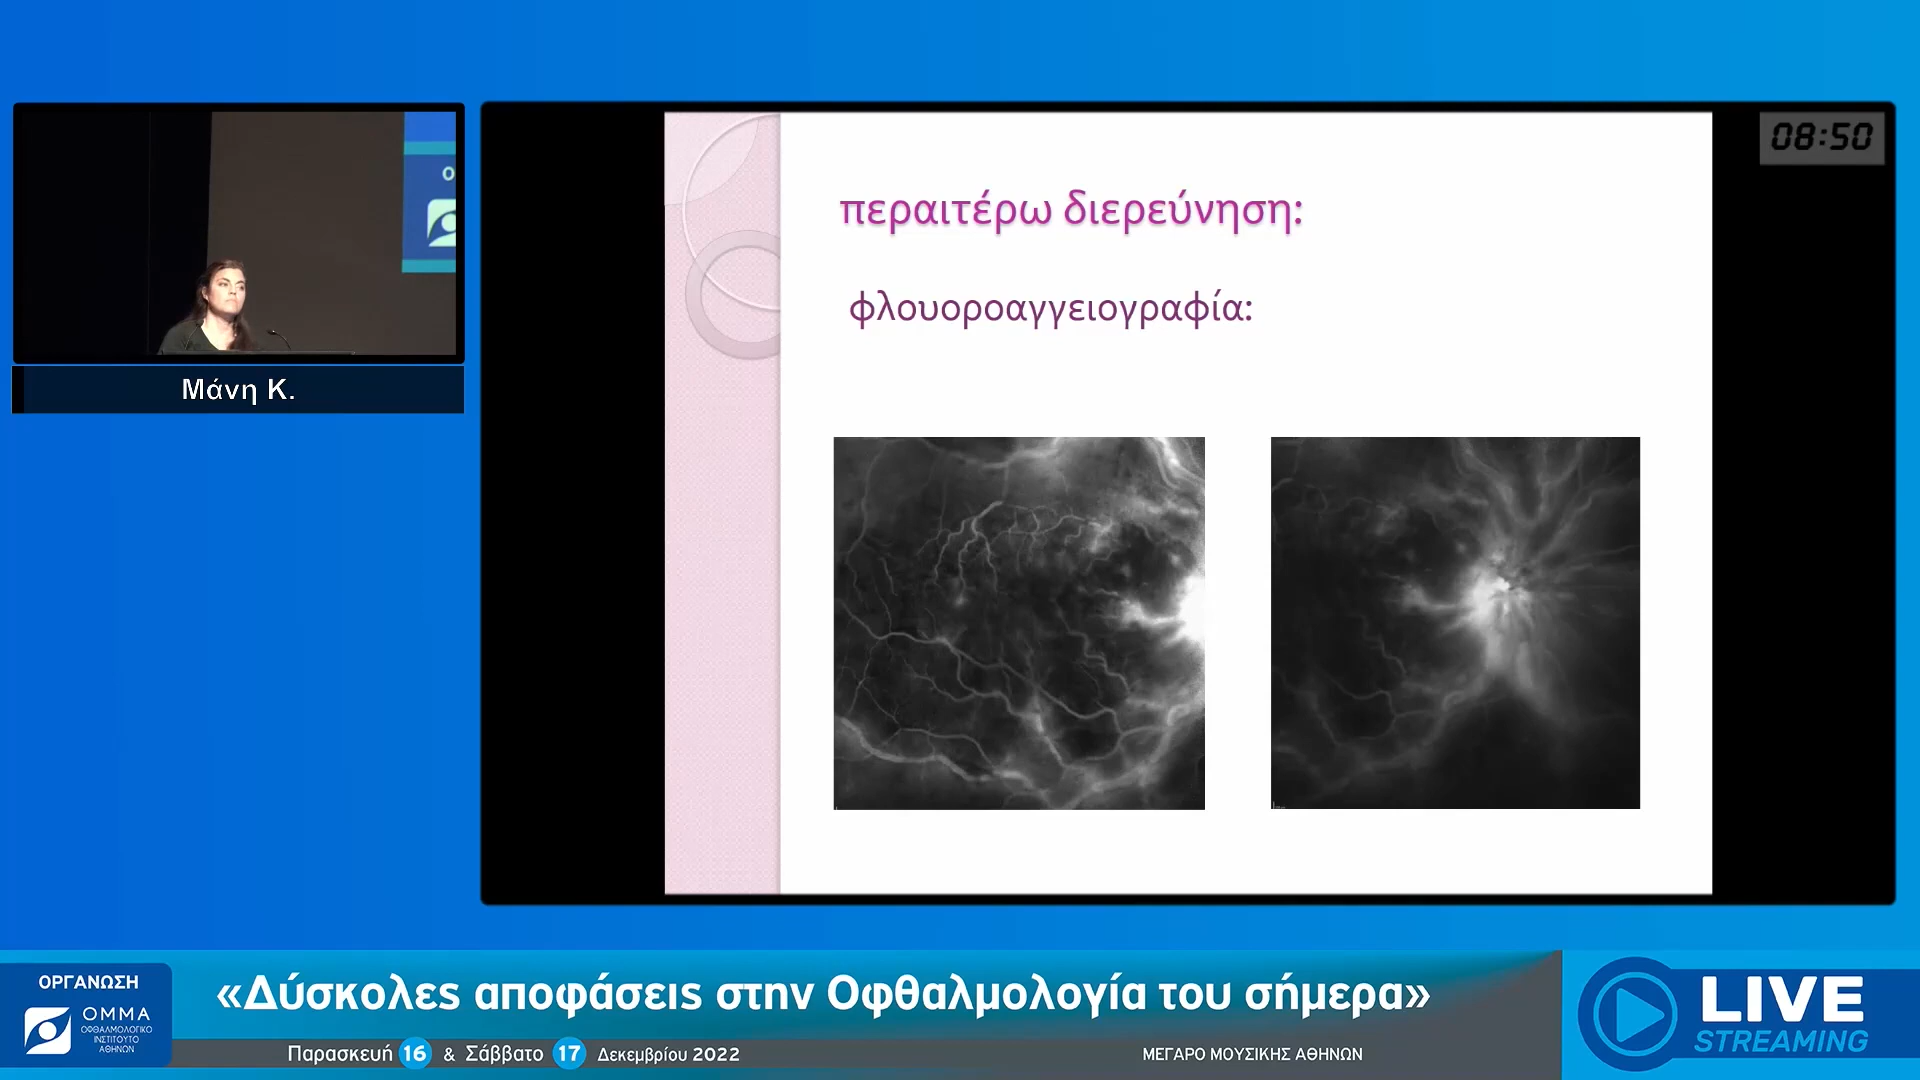 Ο
Μάνη Κ.
08:50
περαιτέρω διερεύνηση:
φλουοροαγγειογραφία:
ΟΡΓΑΝΩΣΗ
ΟΜΜΑ
ΟΦΘΑΛΜΟΛΟΓΙΚΟ
ΙΝΣΤΙΤΟΥΤΟ
ΑΘΗΝΩΝ
«Δύσκολες αποφάσεις στην Οφθαλμολογία του σήμερα»
Παρασκευή 16 & Σάββατο 17 Δεκεμβρίου 2022
ΜΕΓΑΡΟ ΜΟΥΣΙΚΗΣ ΑΘΗΝΩΝ
LIVE
STREAMING